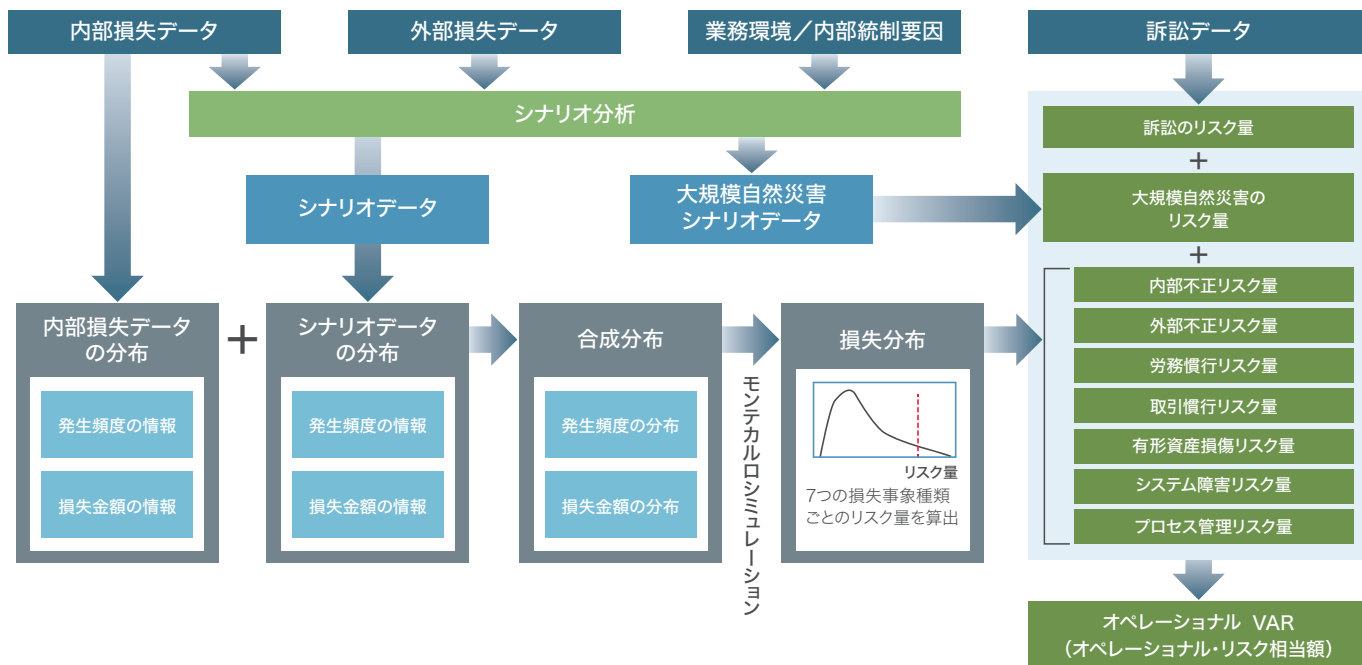 内部損失データ
外部損失データ
業務環境／内部統制要因
訴訟データ
シナリオ分析
シナリオデータ
大規模自然災害
シナリオデータ
内部損失データ
の分布
発生頻度の情報
損失金額の情報
＋
シナリオデータ
の分布
発生頻度の情報
損失金額の情報
合成分布
発生頻度の分布
損失金額の分布
モンテカルロシミュレーション
損失分布
リスク量
7つの損失事象種類
ごとのリスク量を算出
訴訟のリスク量
＋
大規模自然災害の
リスク量
＋
内部不正リスク量
外部不正リスク量
労務慣行リスク量
取引慣行リスク量
有形資産損傷リスク量
システム障害リスク量
プロセス管理リスク量
オペレーショナル VAR
（オペレーショナル・リスク相当額）